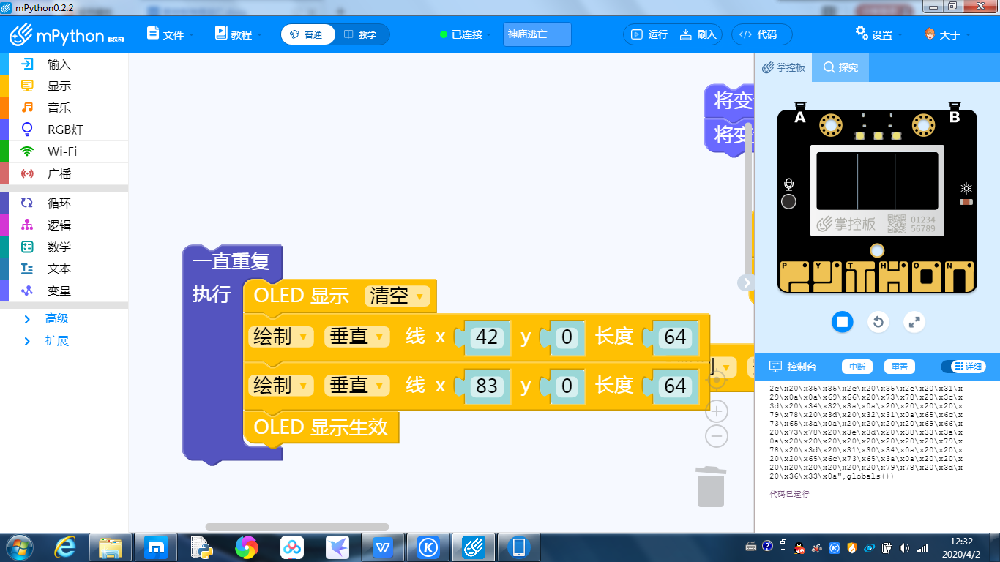 mPython0.2.2
mPython Beta 文件 教程 普通 教学 已连接 神庙逃亡 运行 刷入 代码 设置 大于
输入
显示
音乐
RGB灯
Wi-Fi
广播
循环
逻辑
数学
文本
变量
高级
扩展
将变
将变
一直重复
执行 OLED 显示 清空
绘制 垂直 线 x 42 y 0 长度 64
绘制 垂直 线 x 83 y 0 长度 64
OLED 显示生效
掌控板 探究
A B
掌控板 01234
56789
P Y T H O N
控制台 中断 重置 详细
2c\x20\x35\x35\x2c\x20\x35\x2c\x20\x31\x
29\x0a\x0a\x69\x66\x20\x73\x78\x20\x3c\x
3d\x20\x34\x32\x3a\x0a\x20\x20\x20\x20\x
79\x78\x20\x3d\x20\x32\x31\x0a\x65\x6c\x
73\x65\x3a\x0a\x20\x20\x20\x20\x69\x66\x
20\x73\x78\x20\x3e\x3d\x20\x38\x33\x3a\x
0a\x20\x20\x20\x20\x20\x20\x20\x20\x79\x
78\x20\x3d\x20\x31\x30\x34\x0a\x20\x20\x
20\x20\x65\x6c\x73\x65\x3a\x0a\x20\x20\x
20\x20\x20\x20\x20\x20\x79\x78\x20\x3d\x
20\x36\x33\x0a",globals())
代码已运行
12:32
2020/4/2